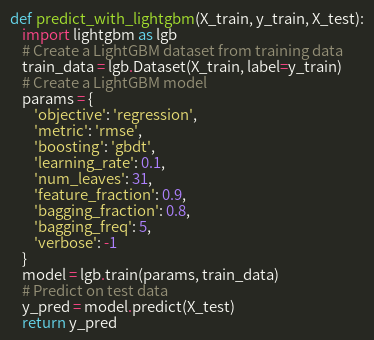 def predict_with_lightgbm(X_train, y_train, X_test):
import lightgbm as lgb
# Create a LightGBM dataset from training data
train_data = lgb.Dataset(X_train, label=y_train)
# Create a LightGBM model
params = {
'objective': 'regression',
'metric': 'rmse',
'boosting': 'gbdt',
'learning_rate': 0.1,
'num_leaves': 31,
'feature_fraction': 0.9,
'bagging_fraction': 0.8,
'bagging_freq': 5,
'verbose': -1
}
model = lgb.train(params, train_data)
# Predict on test data
y_pred = model.predict(X_test)
return y_pred